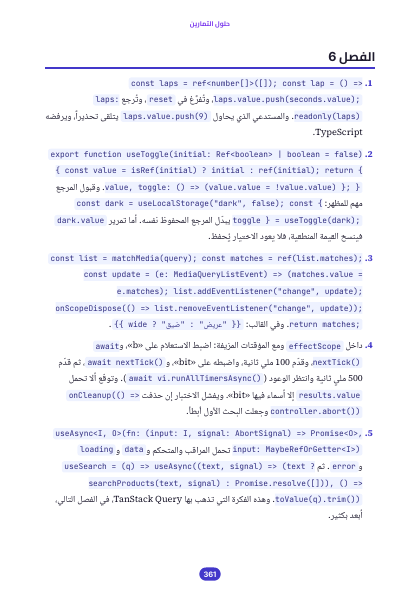 حلول التمارين
الفصل 6
1. const laps = ref<number[]>([]); const lap = () =>
laps.value.push(seconds.value);، وتُفرَّغ في reset، وتُرجع laps:
readonly(laps). والمستدعي الذي يحاول laps.value.push(9) يتلقى تحذيراً، ويرفضه
TypeScript.
2. export function useToggle(initial: Ref<boolean> | boolean = false)
{ const value = isRef(initial) ? initial : ref(initial); return {
value, toggle: () => (value.value = !value.value) }; }. وقبول المرجع
مهم للمظهر: const dark = useLocalStorage("dark", false); const {
toggle } = useToggle(dark); يبدّل المرجع المحفوظ نفسه. أما تمرير dark.value
فينسخ القيمة المنطقية، فلا يعود الاختيار يُحفظ.
3. const list = matchMedia(query); const matches = ref(list.matches);
const update = (e: MediaQueryListEvent) => (matches.value =
e.matches); list.addEventListener("change", update);
onScopeDispose(() => list.removeEventListener("change", update));
return matches;. وفي القالب: {{ wide ? "عريض" : "ضيق" }}.
4. داخل effectScope ومع المؤقتات المزيفة: اضبط الاستعلام على «b»، وawait
nextTick()، وقدّم 100 ملي ثانية، واضبطه على «bit»، و await nextTick()، ثم قدّم
500 ملي ثانية وانتظر الوعود (await vi.runAllTimersAsync()). وتوقع ألا تحمل
results.value إلا أسماء فيها «bit». ويفشل الاختبار إن حذفت onCleanup(() =>
controller.abort()) وجعلت البحث الأول أبطأ.
5. useAsync<I, O>(fn: (input: I, signal: AbortSignal) => Promise<O>,
input: MaybeRefOrGetter<I>) تحمل المراقب والمتحكم و data و loading
و error. ثم useSearch = (q) => useAsync((text, signal) => (text ?
searchProducts(text, signal) : Promise.resolve([])), () =>
toValue(q).trim()). وهذه الفكرة التي تذهب بها TanStack Query، في الفصل التالي،
أبعد بكثير.
361